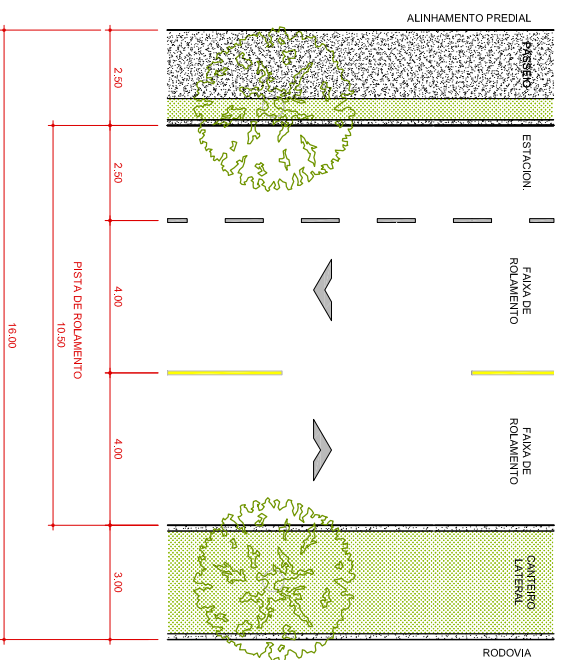 ALINHAMENTO PREDIAL
PASSEIO
2.50
ESTACION.
2.50
FAIXA DE
ROLAMENTO
4.00
PISTA DE ROLAMENTO
10.50
16.00
FAIXA DE
ROLAMENTO
4.00
CANTEIRO
LATERAL
3.00
RODOVIA